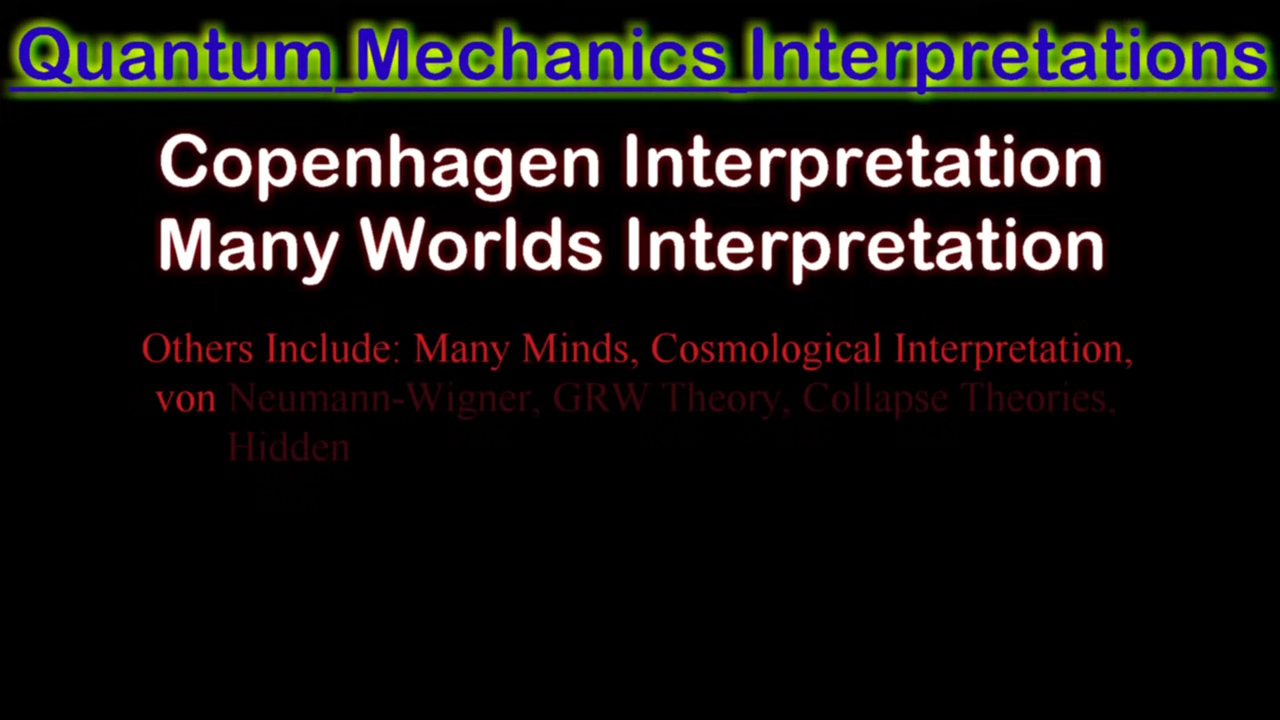 Quantum Mechanics Interpretations
Copenhagen Interpretation
Many Worlds Interpretation
Others Include: Many Minds, Cosmological Interpretation,
von Neumann-Wigner, GRW Theory, Collapse Theories,
Hidden